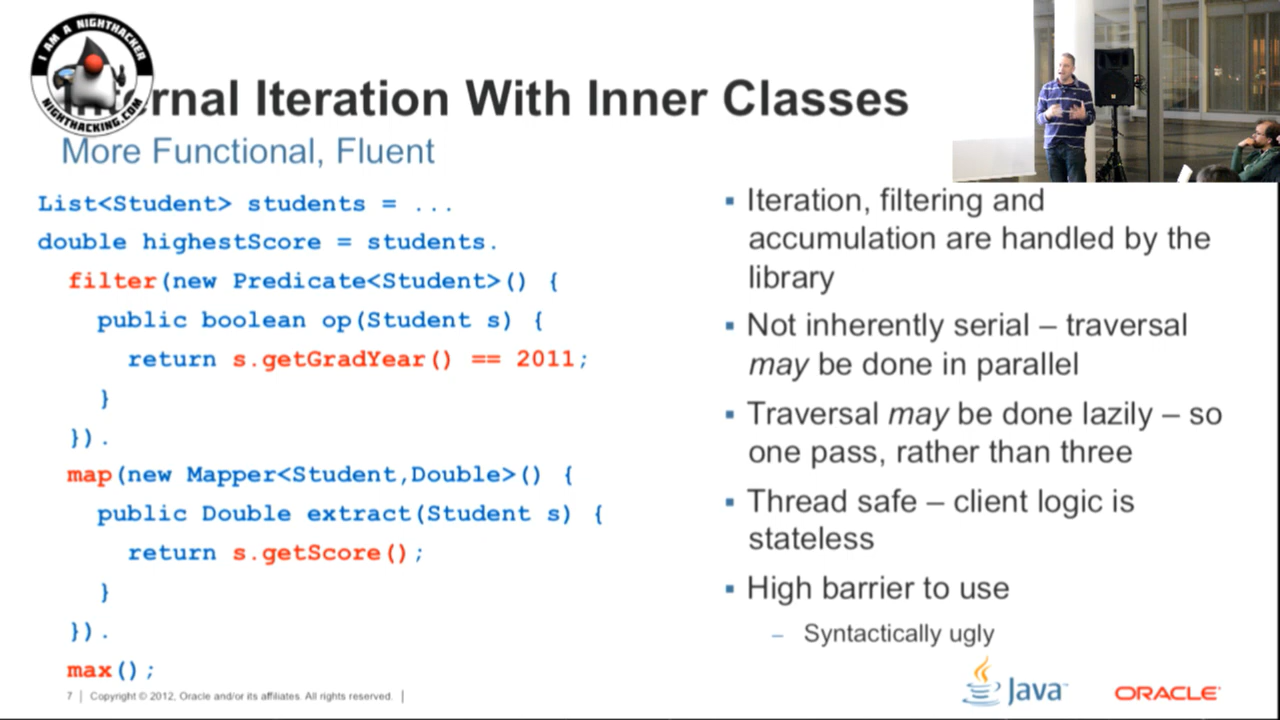 I AM A NIGHTHACKER
NIGHTHACKING.COM
rnal Iteration With Inner Classes
More Functional, Fluent
List<Student> students = ...
double highestScore = students.
filter(new Predicate<Student>() {
public boolean op(Student s) {
return s.getGradYear() == 2011;
}
}).
map(new Mapper<Student,Double>() {
public Double extract(Student s) {
return s.getScore();
}
}).
max();
▪ Iteration, filtering and
accumulation are handled by the
library
▪ Not inherently serial – traversal
may be done in parallel
▪ Traversal may be done lazily – so
one pass, rather than three
▪ Thread safe – client logic is
stateless
▪ High barrier to use
– Syntactically ugly
7 | Copyright © 2012, Oracle and/or its affiliates. All rights reserved. |
Java™
ORACLE®